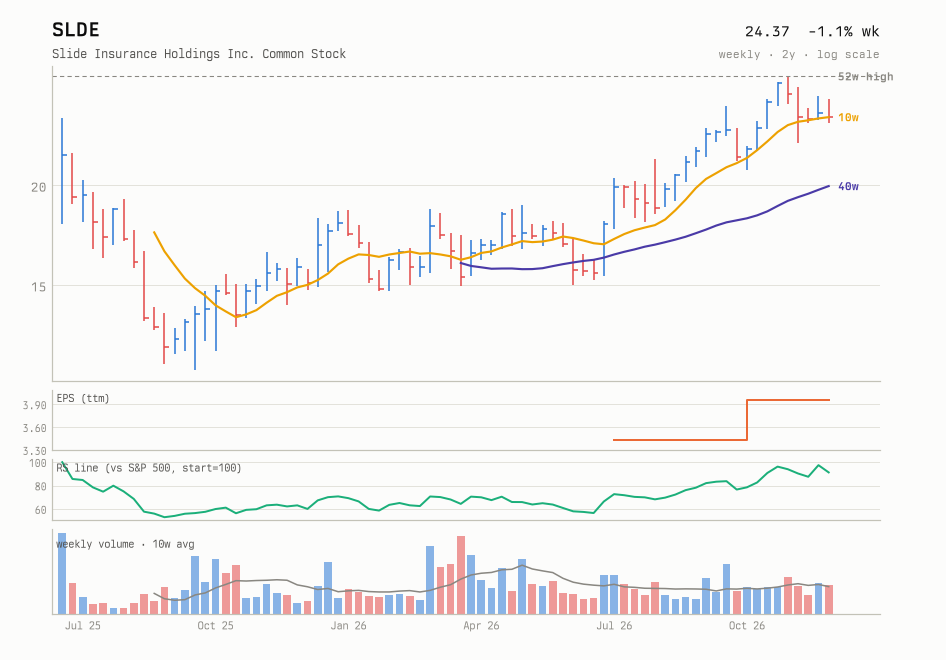 SLDE
24.37 -1.1% wk
Slide Insurance Holdings Inc. Common Stock
weekly · 2y · log scale
52w high
10w
40w
20
15
EPS (ttm)
3.90
3.60
3.30
RS line (vs S&P 500, start=100)
100
80
60
weekly volume · 10w avg
Jul 25
Oct 25
Jan 26
Apr 26
Jul 26
Oct 26